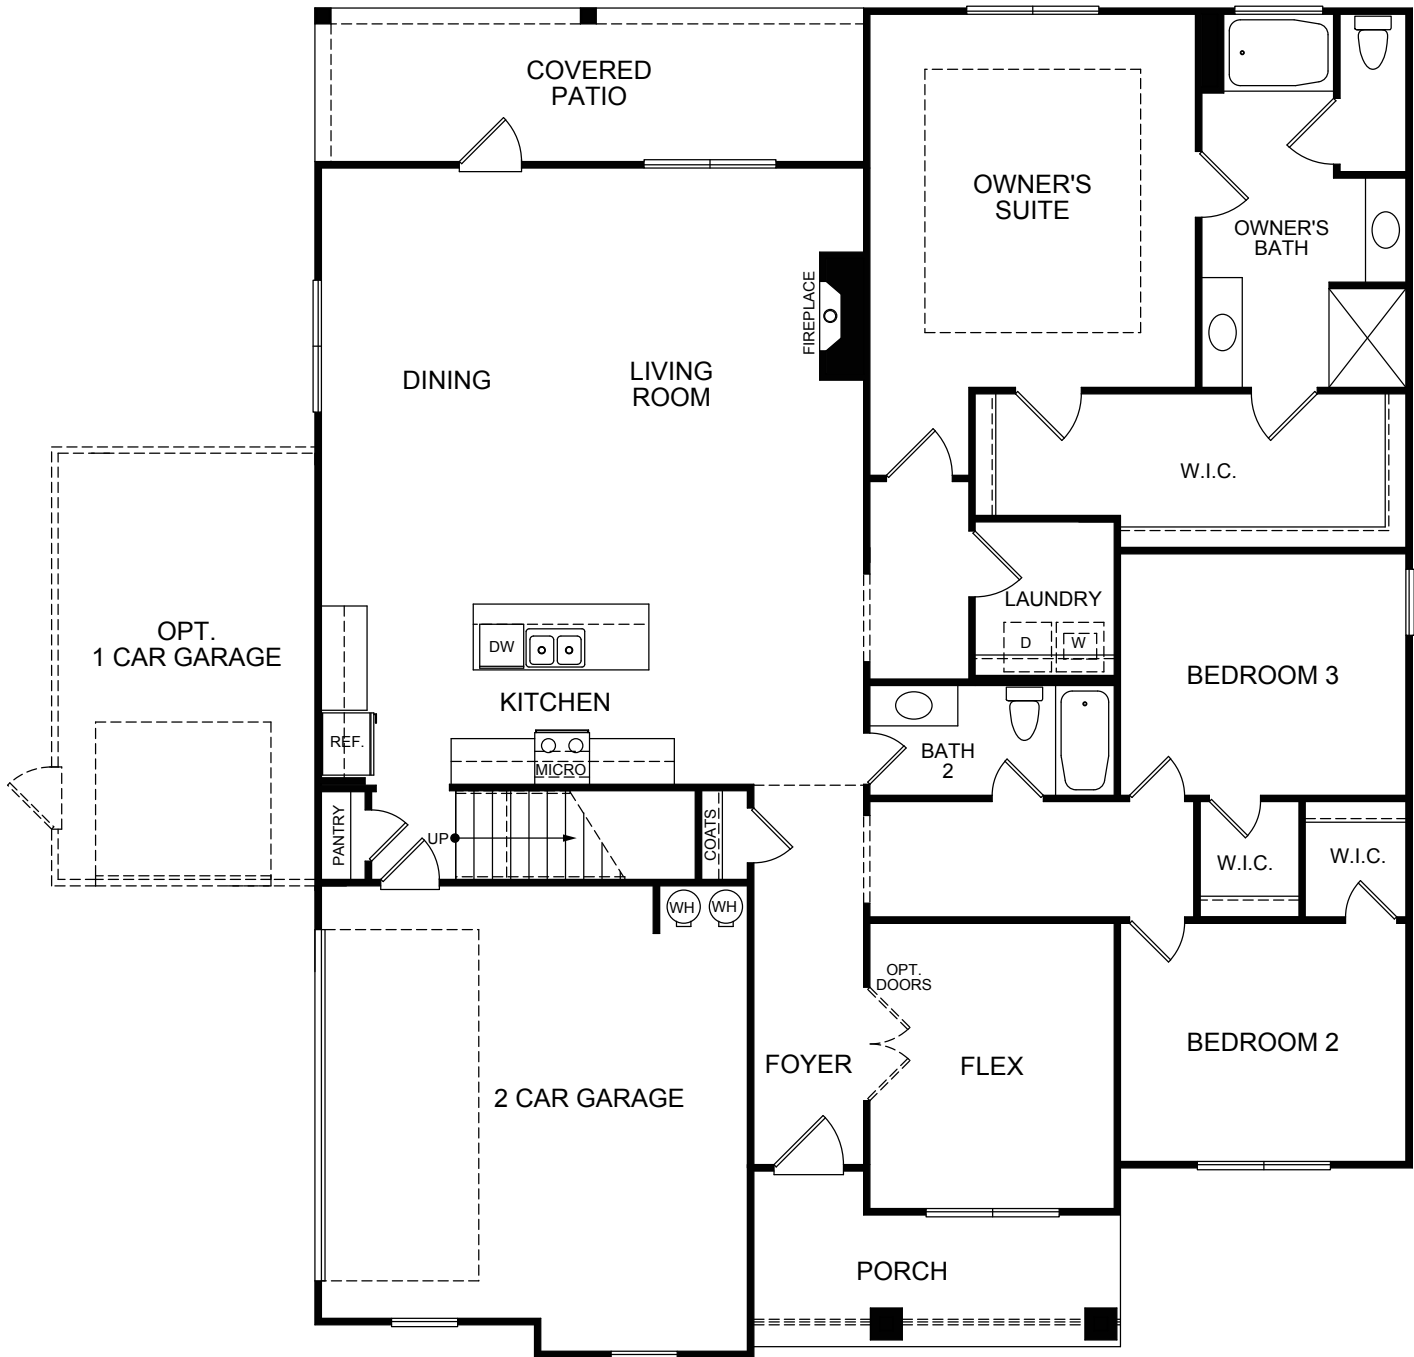 COVERED
PATIO
OWNER'S
SUITE
OWNER'S
BATH
FIREPLACE
DINING
LIVING
ROOM
W.I.C.
OPT.
1 CAR GARAGE
DW
LAUNDRY
D
W
KITCHEN
BEDROOM 3
REF.
MICRO
BATH
2
PANTRY
UP
COATS
W.I.C.
W.I.C.
WH
WH
OPT.
DOORS
FOYER
FLEX
BEDROOM 2
2 CAR GARAGE
PORCH